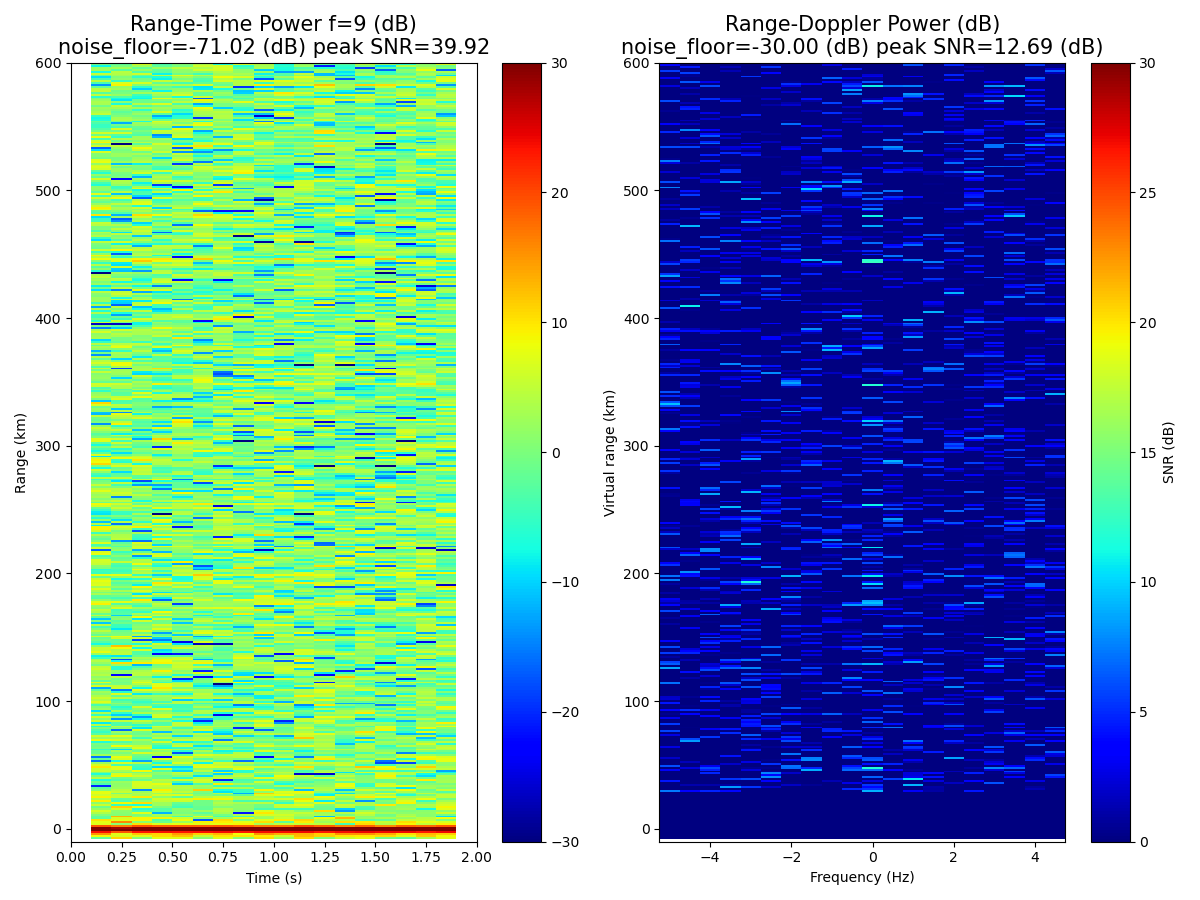 Range-Time Power f=9 (dB)
noise_floor=-71.02 (dB) peak SNR=39.92
600
500
400
300
200
100
0
Range (km)
0.00 0.25 0.50 0.75 1.00 1.25 1.50 1.75 2.00
Time (s)
30
20
10
0
−10
−20
−30
Range-Doppler Power (dB)
noise_floor=-30.00 (dB) peak SNR=12.69 (dB)
600
500
400
300
200
100
0
Virtual range (km)
−4 −2 0 2 4
Frequency (Hz)
30
25
20
15
10
5
0
SNR (dB)